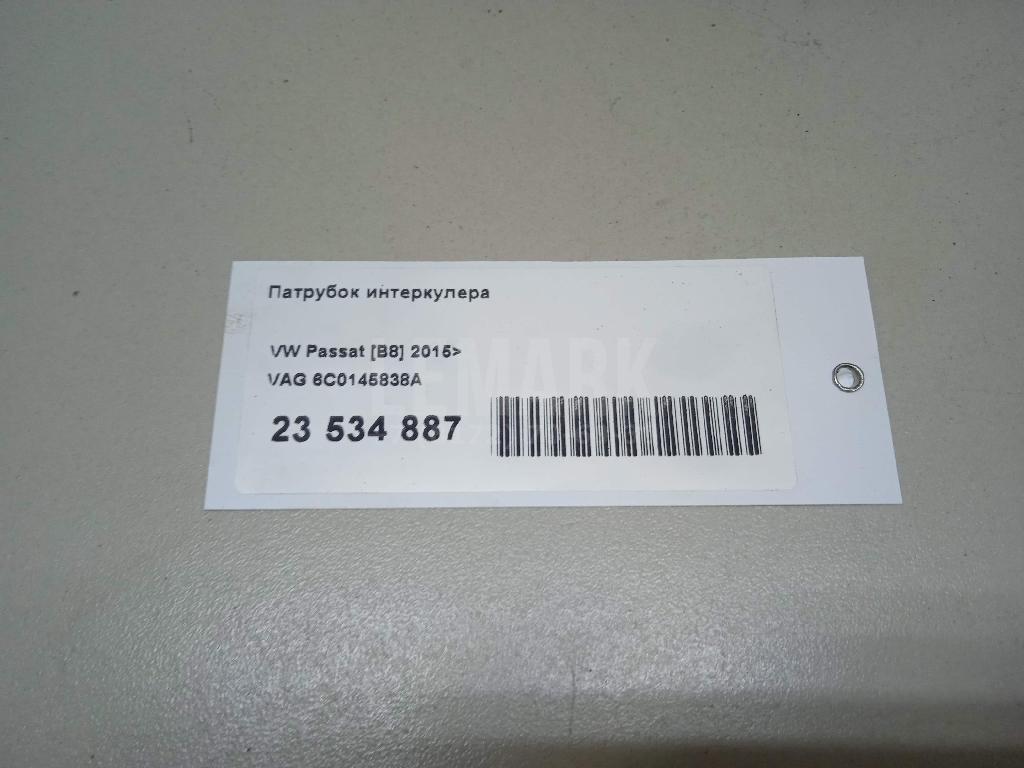 Патрубок интеркулера
VW Passat [B8] 2015>
VAG 6C0145838A
23 534 887